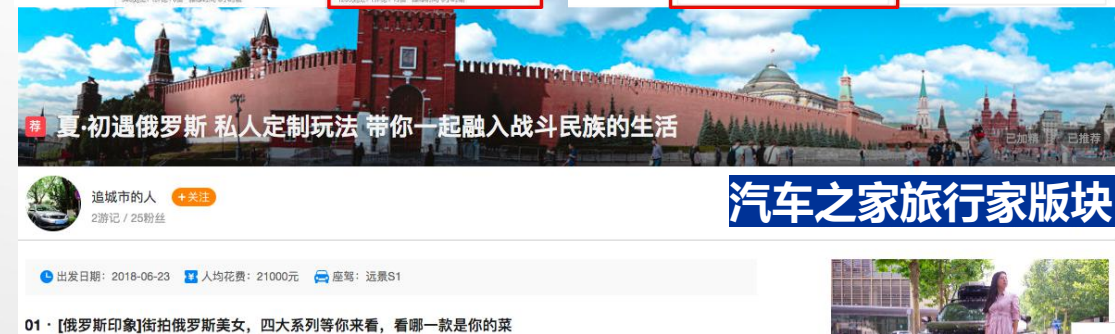 荐 夏·初遇俄罗斯 私人定制玩法 带你一起融入战斗民族的生活
已加精 已推荐
追城市的人 +关注
2游记 / 25粉丝
汽车之家旅行家版块
出发日期：2018-06-23 人均花费：21000元 座驾：远景S1
01 · [俄罗斯印象]街拍俄罗斯美女，四大系列等你来看，看哪一款是你的菜